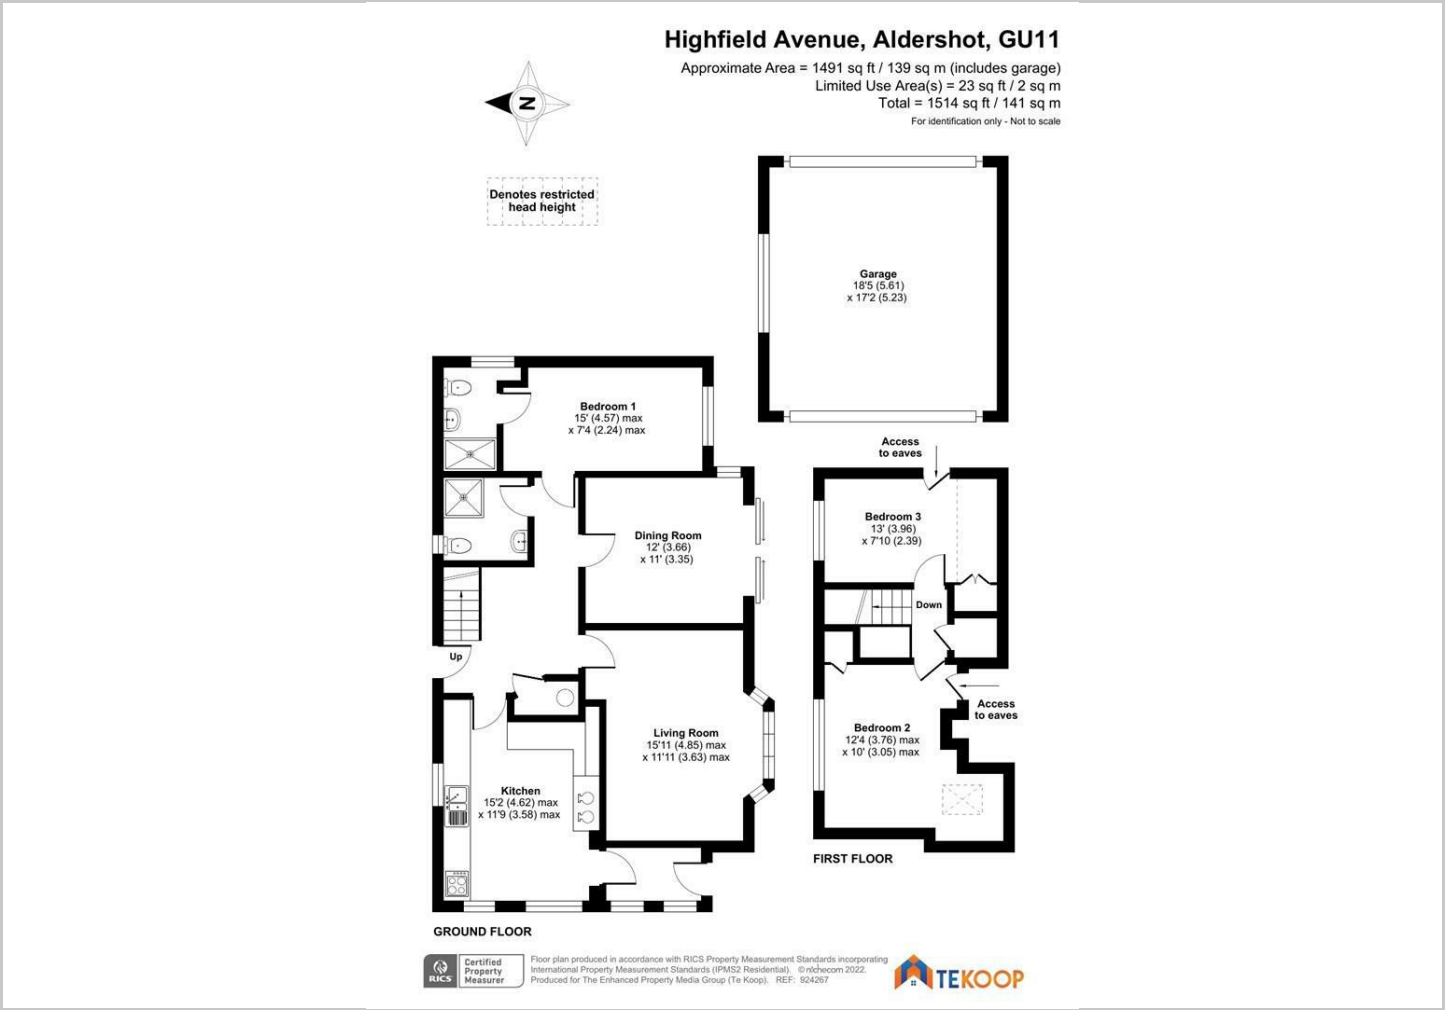 Highfield Avenue, Aldershot, GU11
Approximate Area = 1491 sq ft / 139 sq m (includes garage)
Limited Use Area(s) = 23 sq ft / 2 sq m
Total = 1514 sq ft / 141 sq m
For identification only - Not to scale
N
Denotes restricted
head height
Garage
18'5 (5.61)
x 17'2 (5.23)
Bedroom 1
15' (4.57) max
x 7'4 (2.24) max
Access
to eaves
Dining Room
12' (3.66)
x 11' (3.35)
Bedroom 3
13' (3.96)
x 7'10 (2.39)
Down
Up
Living Room
15'11 (4.85) max
x 11'11 (3.63) max
Access
to eaves
Bedroom 2
12'4 (3.76) max
x 10' (3.05) max
Kitchen
15'2 (4.62) max
x 11'9 (3.58) max
FIRST FLOOR
GROUND FLOOR
RICS
Certified
Property
Measurer
Floor plan produced in accordance with RICS Property Measurement Standards incorporating
International Property Measurement Standards (IPMS2 Residential). © nichecom 2022.
Produced for The Enhanced Property Media Group (Te Koop). REF: 924267
TEKOOP